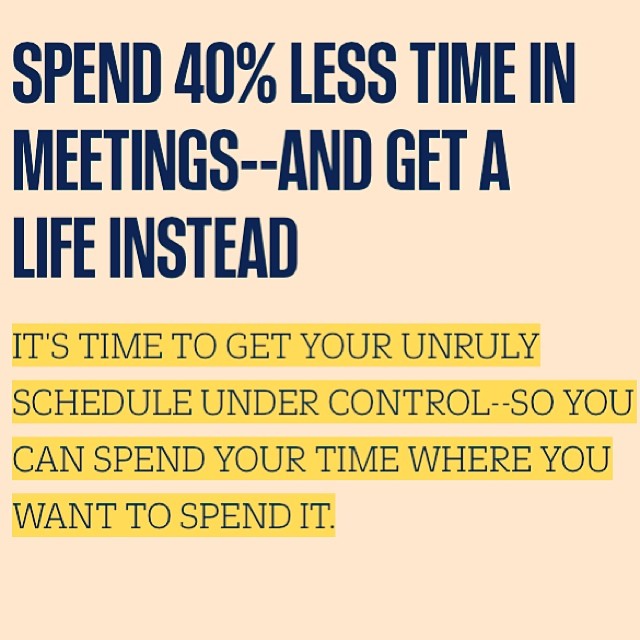 SPEND 40% LESS TIME IN
MEETINGS--AND GET A
LIFE INSTEAD
IT'S TIME TO GET YOUR UNRULY
SCHEDULE UNDER CONTROL--SO YOU
CAN SPEND YOUR TIME WHERE YOU
WANT TO SPEND IT.